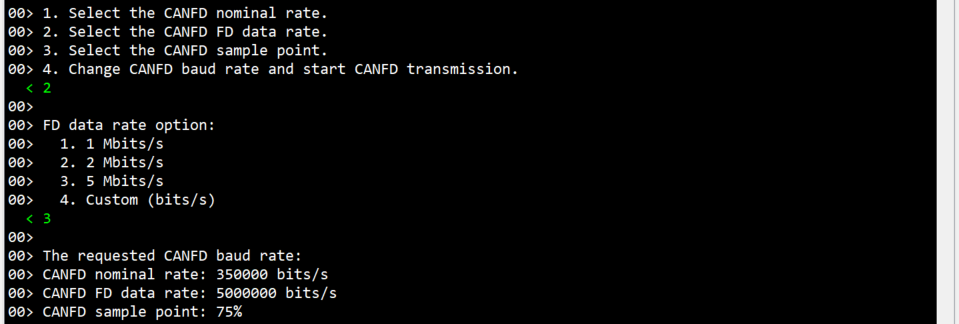 00> 1. Select the CANFD nominal rate.
00> 2. Select the CANFD FD data rate.
00> 3. Select the CANFD sample point.
00> 4. Change CANFD baud rate and start CANFD transmission.
< 2
00>
00> FD data rate option:
00>   1. 1 Mbits/s
00>   2. 2 Mbits/s
00>   3. 5 Mbits/s
00>   4. Custom (bits/s)
< 3
00>
00> The requested CANFD baud rate:
00> CANFD nominal rate: 350000 bits/s
00> CANFD FD data rate: 5000000 bits/s
00> CANFD sample point: 75%